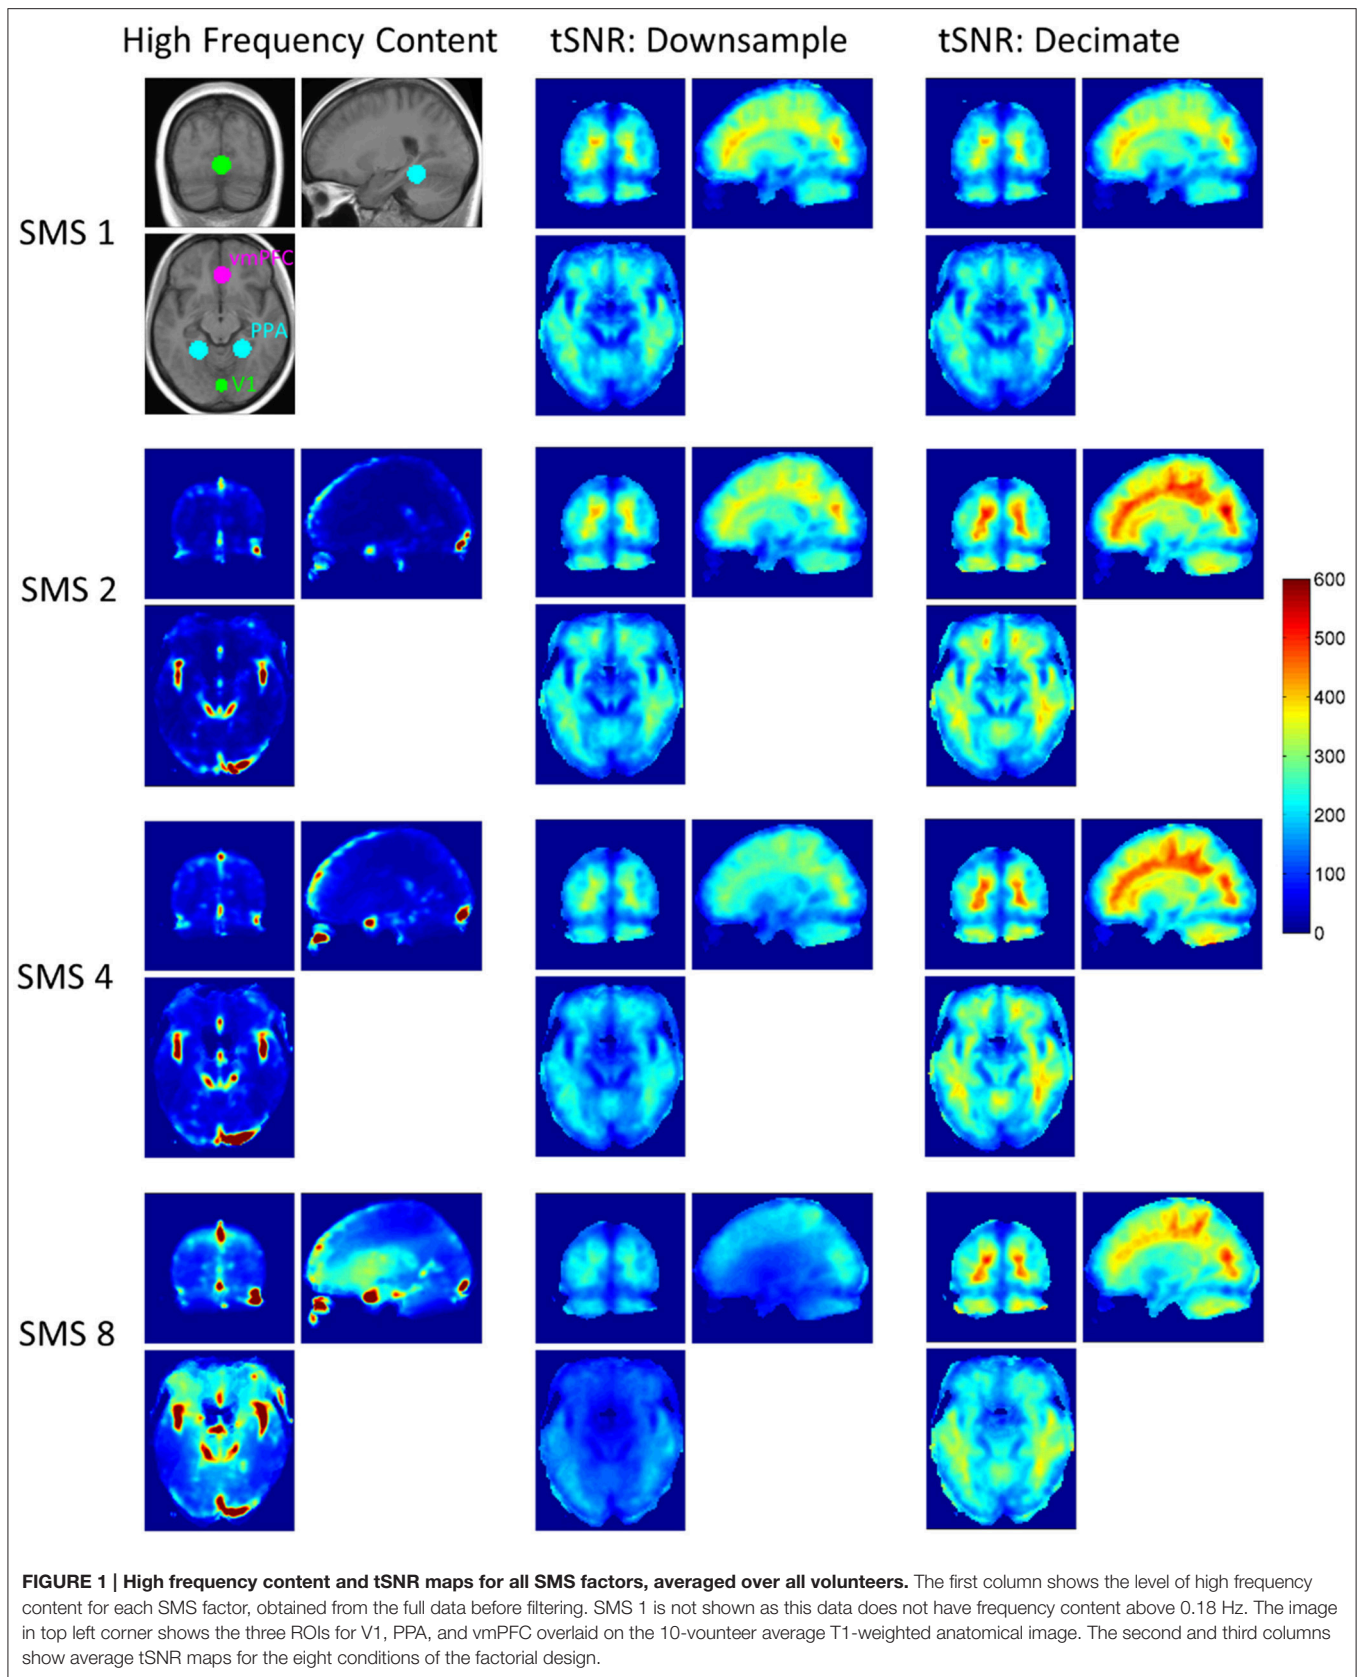 High Frequency Content
tSNR: Downsample
tSNR: Decimate
SMS 1
vmPFC
PPA
V1
SMS 2
600
500
400
300
200
100
0
SMS 4
SMS 8
FIGURE 1 | High frequency content and tSNR maps for all SMS factors, averaged over all volunteers. The first column shows the level of high frequency
content for each SMS factor, obtained from the full data before filtering. SMS 1 is not shown as this data does not have frequency content above 0.18 Hz. The image
in top left corner shows the three ROIs for V1, PPA, and vmPFC overlaid on the 10-vounteer average T1-weighted anatomical image. The second and third columns
show average tSNR maps for the eight conditions of the factorial design.